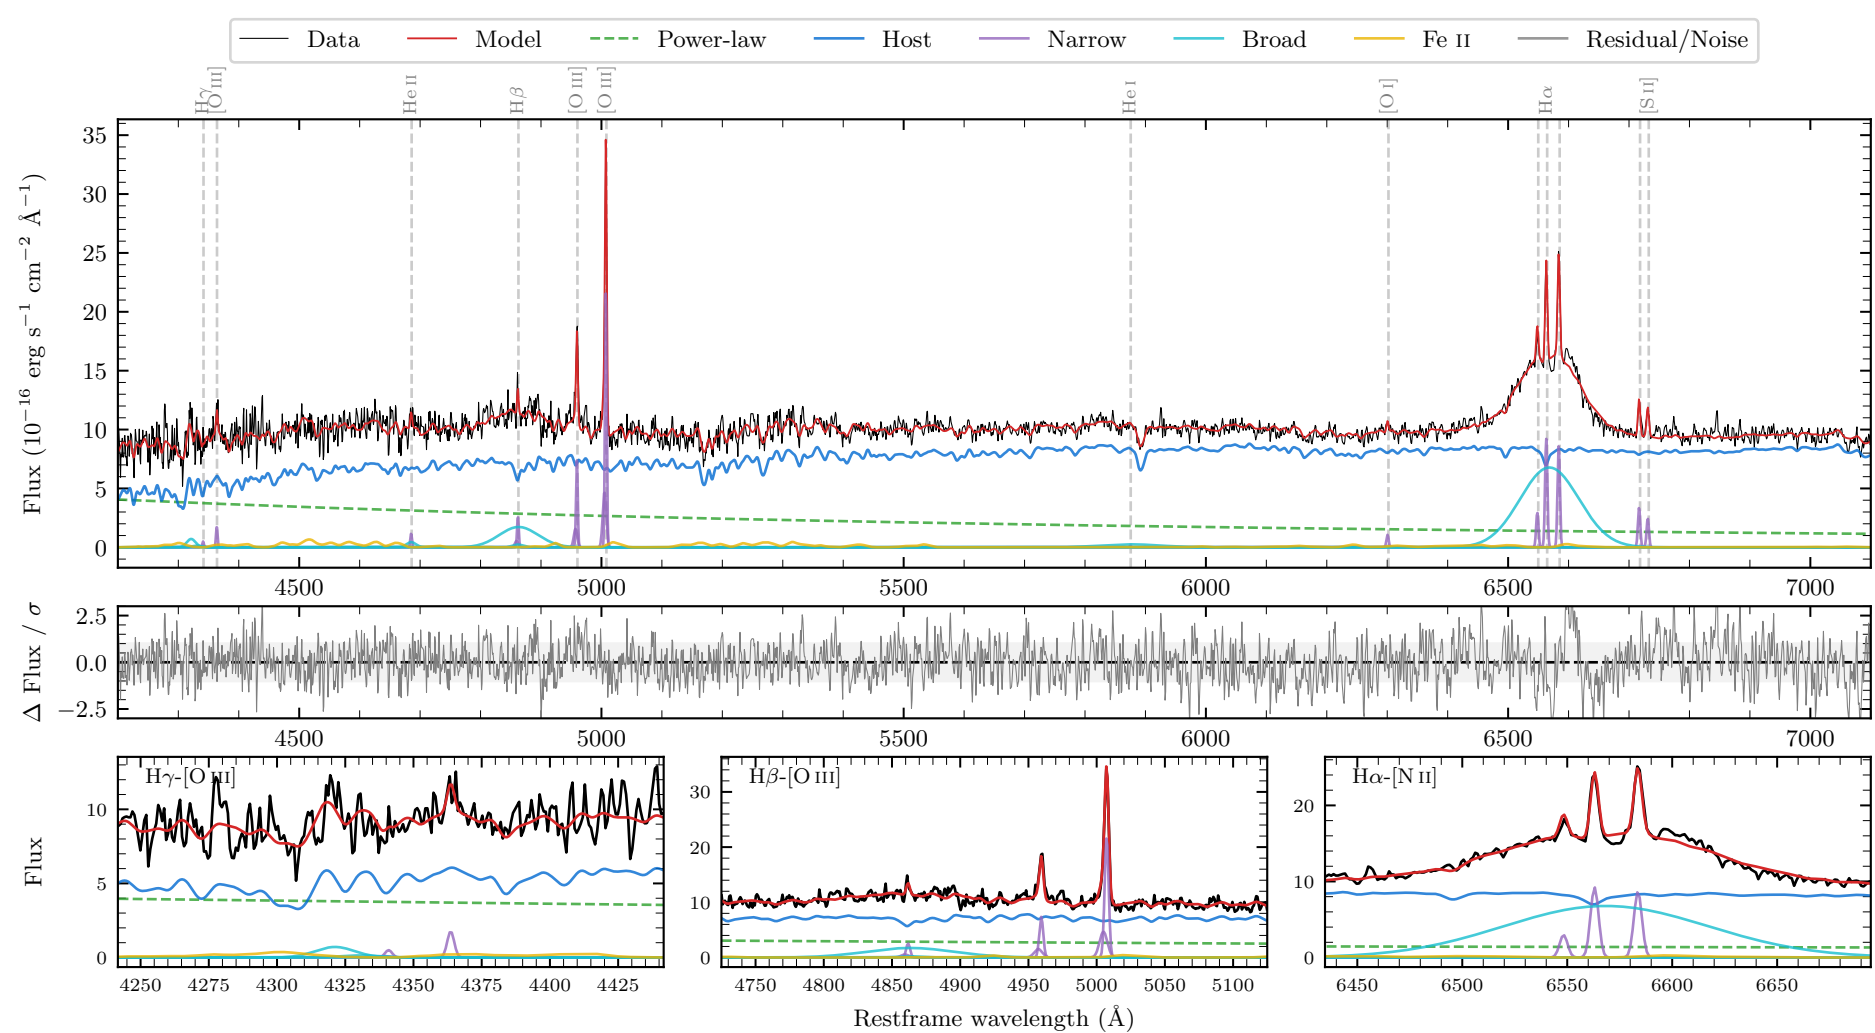 Data Model Power-law Host Narrow Broad Fe II Residual/Noise
Hγ [O III] He II Hβ [O III] [O III] He I [O I] Hα [S II]
Flux (10⁻¹⁶ erg s⁻¹ cm⁻² Å⁻¹)
35
30
25
20
15
10
5
0
4500 5000 5500 6000 6500 7000
Δ Flux / σ
2.5
0.0
−2.5
4500 5000 5500 6000 6500 7000
Flux
Hγ-[O III]
10
5
0
4250 4275 4300 4325 4350 4375 4400 4425
Hβ-[O III]
30
20
10
0
4750 4800 4850 4900 4950 5000 5050 5100
Hα-[N II]
20
10
0
6450 6500 6550 6600 6650
Restframe wavelength (Å)